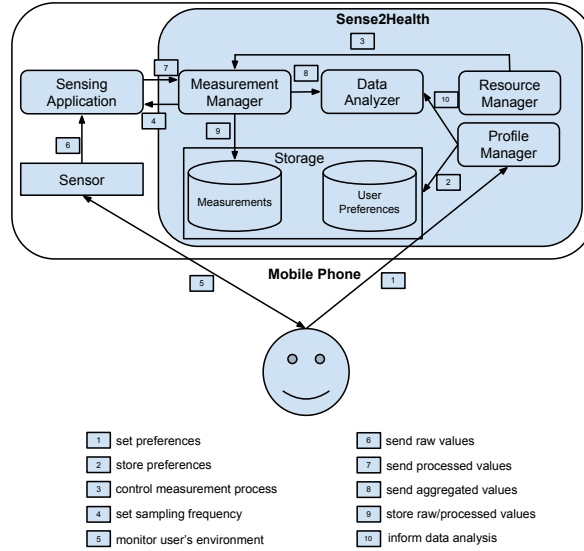 Sense2Health
3
7
Sensing
Application
Measurement
Manager
8
Data
Analyzer
Resource
Manager
10
4
9
6
Profile
Manager
Storage
2
Sensor
Measurements
User
Preferences
Mobile Phone
5
1
1 set preferences
2 store preferences
3 control measurement process
4 set sampling frequency
5 monitor user's environment
6 send raw values
7 send processed values
8 send aggregated values
9 store raw/processed values
10 inform data analysis